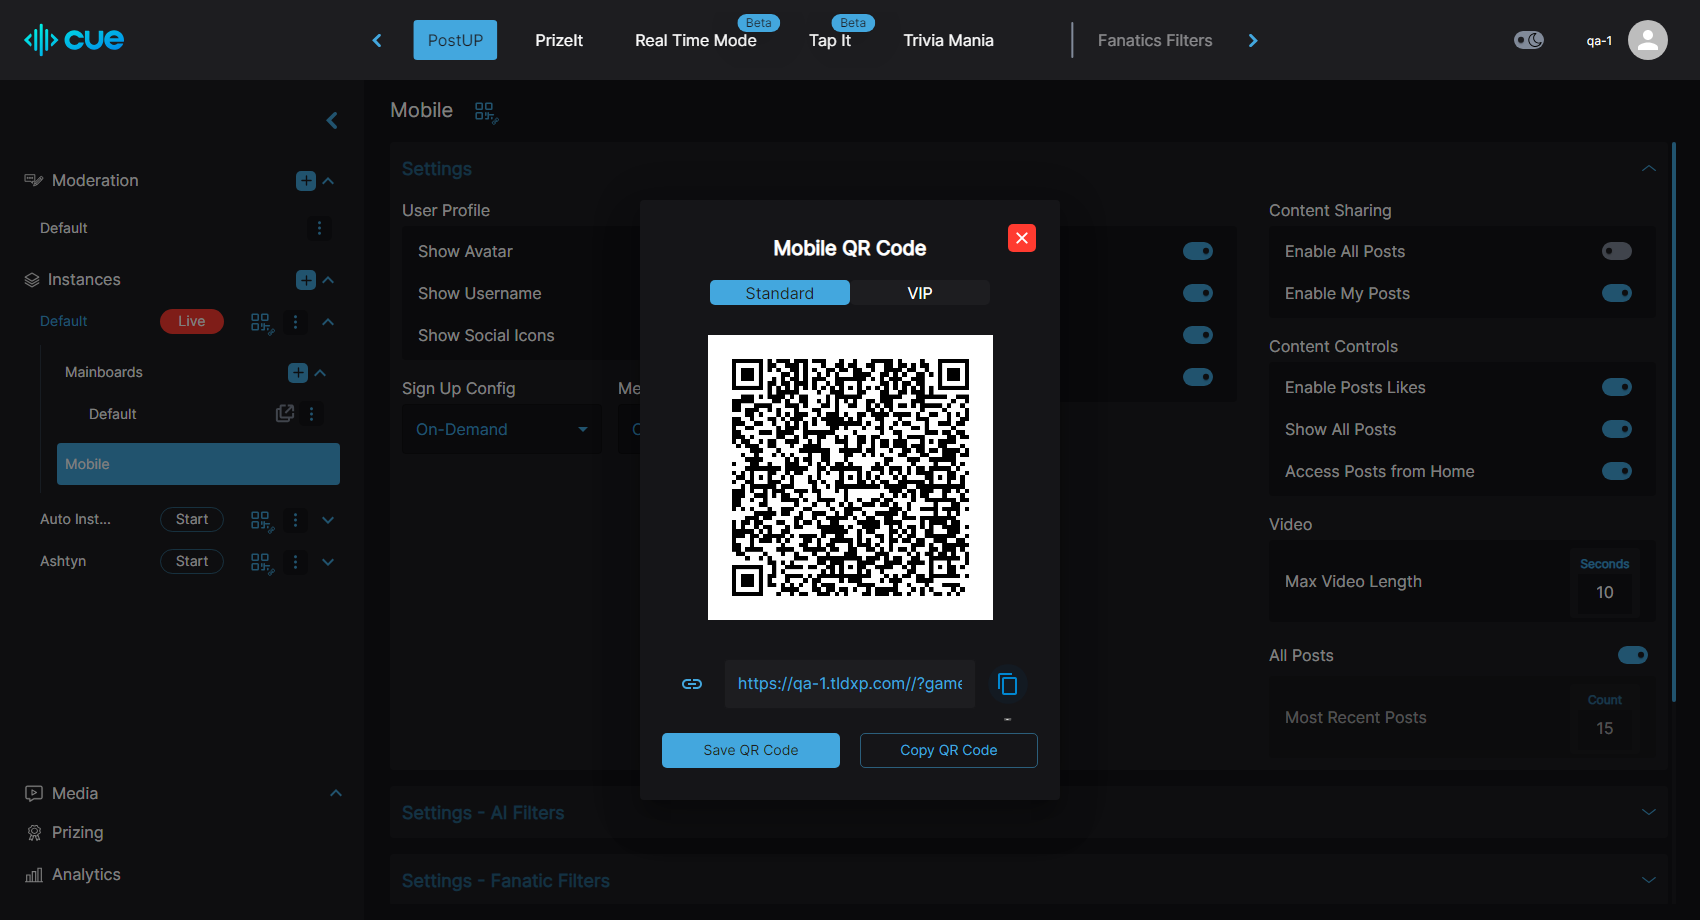 cue
PostUP
PrizeIt
Real Time Mode
Beta
Tap It
Beta
Trivia Mania
Fanatics Filters
qa-1
Moderation
Default
Instances
Default
Live
Mainboards
Default
Mobile
Auto Inst...
Start
Ashtyn
Start
Media
Prizing
Analytics
Mobile
Settings
User Profile
Show Avatar
Show Username
Show Social Icons
Sign Up Config
Me
On-Demand
Mobile QR Code
Standard
VIP
https://qa-1.tldxp.com//?game
Save QR Code
Copy QR Code
Content Sharing
Enable All Posts
Enable My Posts
Content Controls
Enable Posts Likes
Show All Posts
Access Posts from Home
Video
Max Video Length
Seconds
10
All Posts
Most Recent Posts
Count
15
Settings - AI Filters
Settings - Fanatic Filters